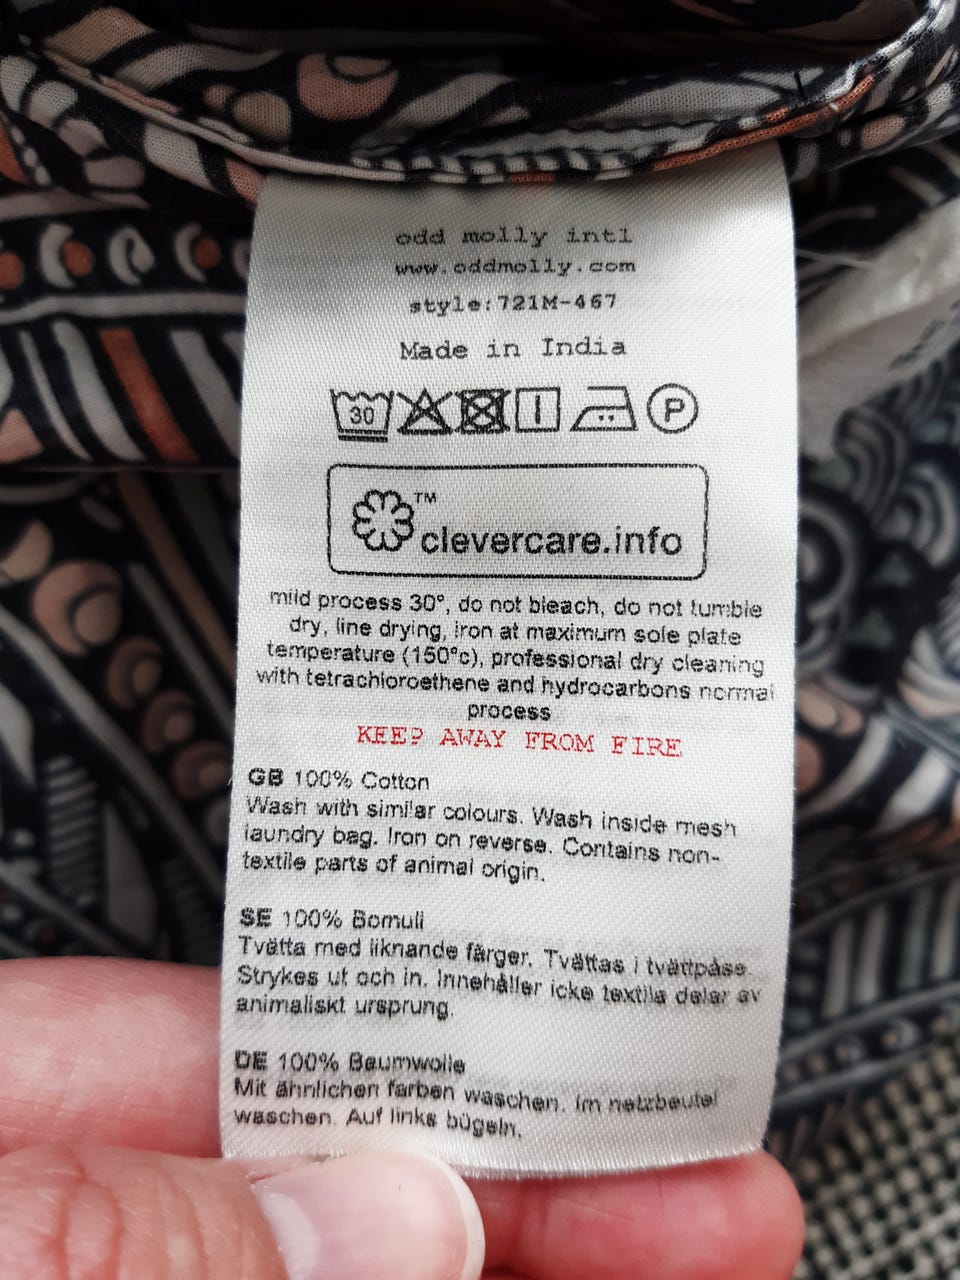 odd molly intl
www.oddmolly.com
style:721M-467
Made in India
30 P
TM
clevercare.info
mild process 30°, do not bleach, do not tumble
dry, line drying, iron at maximum sole plate
temperature (150°c), professional dry cleaning
with tetrachloroethene and hydrocarbons normal
process
KEEP AWAY FROM FIRE
GB 100% Cotton
Wash with similar colours. Wash inside mesh
laundry bag. Iron on reverse. Contains non-
textile parts of animal origin.
SE 100% Bomull
Tvätta med liknande färger. Tvättas i tvättpåse.
Strykes ut och in. Innehåller icke textila delar av
animaliskt ursprung.
DE 100% Baumwolle
Mit ähnlichen farben waschen. Im netzbeutel
waschen. Auf links bügeln.